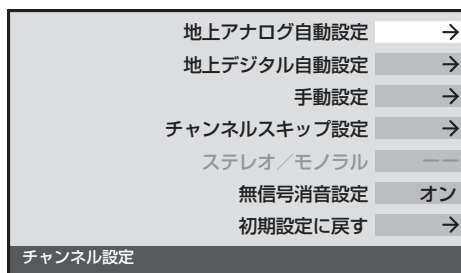 地上アナログ自動設定 →
地上デジタル自動設定 →
手動設定 →
チャンネルスキップ設定 →
ステレオ／モノラル ーー
無信号消音設定 オン
初期設定に戻す →
チャンネル設定